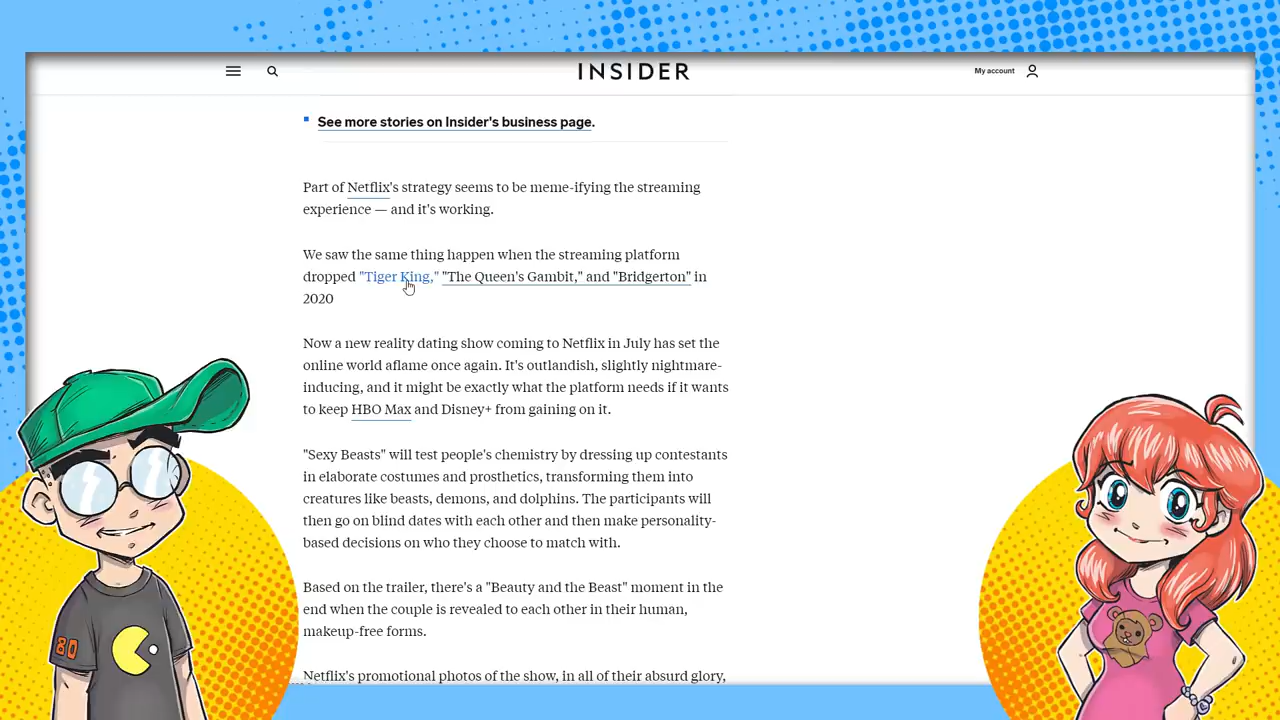 INSIDER
My account
See more stories on Insider's business page.
Part of Netflix's strategy seems to be meme-ifying the streaming
experience — and it's working.
We saw the same thing happen when the streaming platform
dropped "Tiger King," "The Queen's Gambit," and "Bridgerton" in
2020
Now a new reality dating show coming to Netflix in July has set the
online world aflame once again. It's outlandish, slightly nightmare-
inducing, and it might be exactly what the platform needs if it wants
to keep HBO Max and Disney+ from gaining on it.
"Sexy Beasts" will test people's chemistry by dressing up contestants
in elaborate costumes and prosthetics, transforming them into
creatures like beasts, demons, and dolphins. The participants will
then go on blind dates with each other and then make personality-
based decisions on who they choose to match with.
Based on the trailer, there's a "Beauty and the Beast" moment in the
end when the couple is revealed to each other in their human,
makeup-free forms.
Netflix's promotional photos of the show, in all of their absurd glory,
80